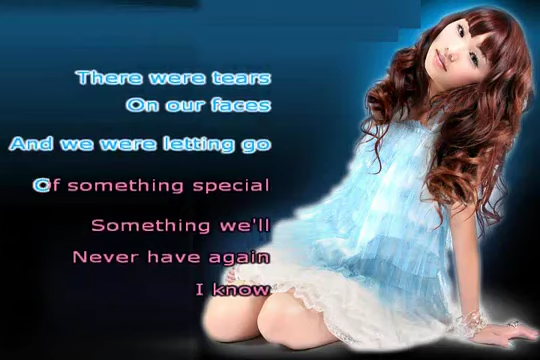 There were tears
On our faces
And we were letting go
Of something special
Something we'll
Never have again
I know